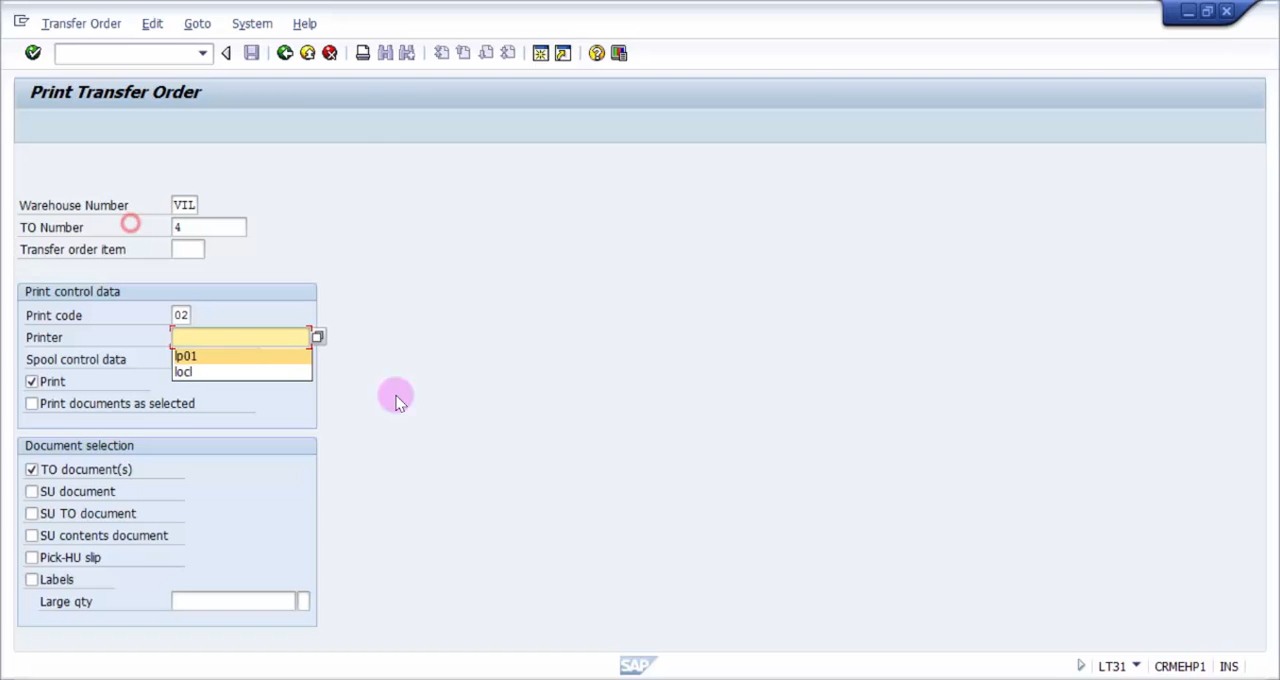 Transfer Order Edit Goto System Help
Print Transfer Order
Warehouse Number VIL
TO Number 4
Transfer order item
Print control data
Print code 02
Printer
lp01
Spool control data
locl
Print
Print documents as selected
Document selection
TO document(s)
SU document
SU TO document
SU contents document
Pick-HU slip
Labels
Large qty
SAP LT31 CRMEHP1 INS